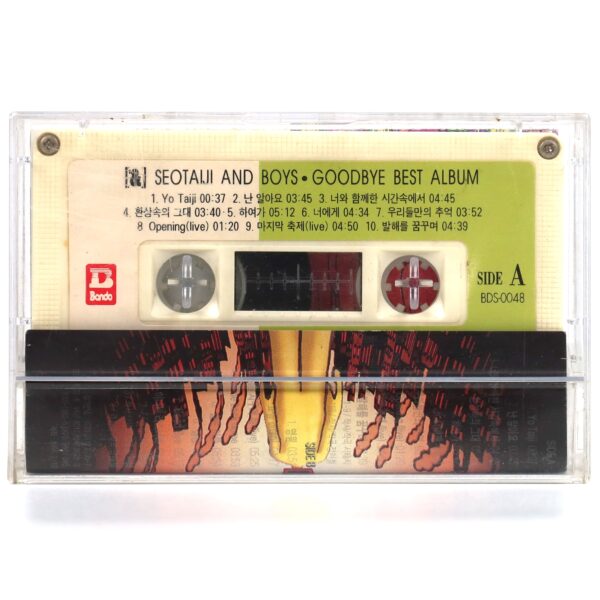 [&] SEOTAIJI AND BOYS • GOODBYE BEST ALBUM
1. Yo Taiji 00:37 2. 난 알아요 03:45 3. 너와 함께한 시간속에서 04:45
4. 환상속의 그대 03:40 • 5. 하여가 05:12 6. 너에게 04:34 7. 우리들만의 추억 03:52
8 Opening(live) 01:20 9. 마지막 축제(live) 04:50 10. 발해를 꿈꾸며 04:39
B
Bando
SIDE A
BDS-0048
SIDE B